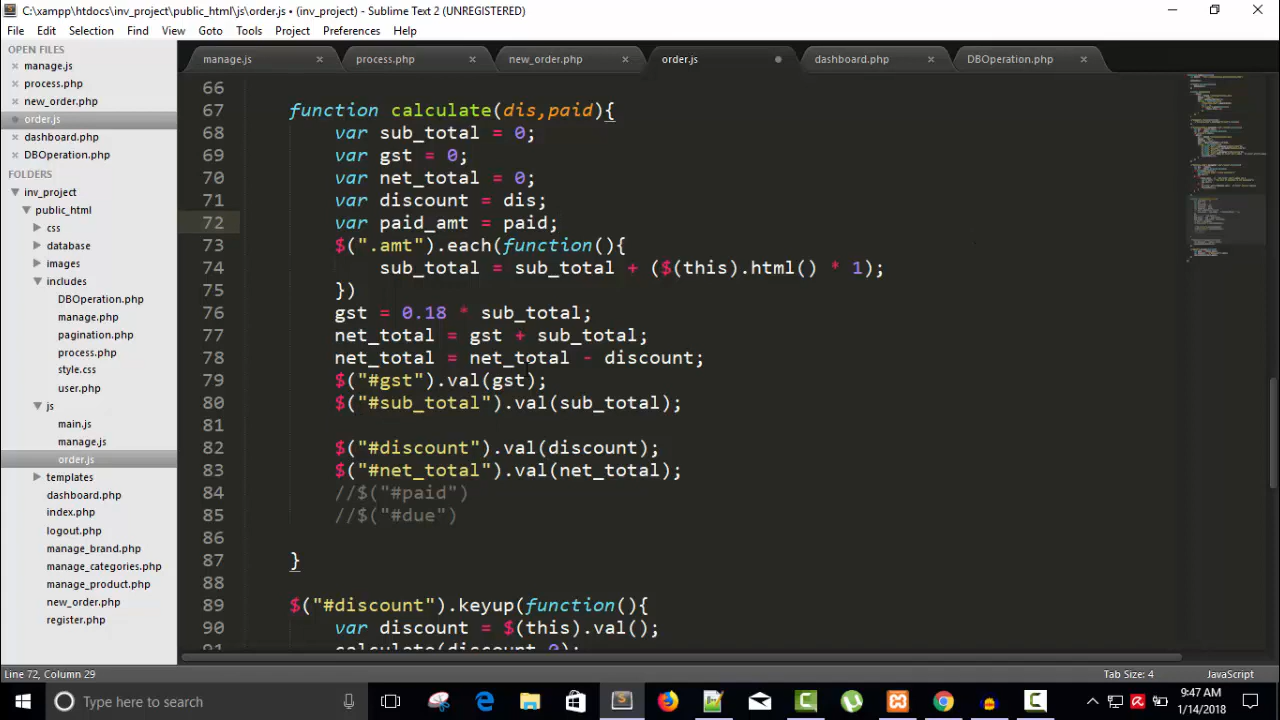 C:\xampp\htdocs\inv_project\public_html\js\order.js • (inv_project) - Sublime Text 2 (UNREGISTERED)
File Edit Selection Find View Goto Tools Project Preferences Help
OPEN FILES
manage.js
process.php
new_order.php
order.js
dashboard.php
DBOperation.php
FOLDERS
inv_project
public_html
css
database
images
includes
DBOperation.php
manage.php
pagination.php
process.php
style.css
user.php
js
main.js
manage.js
order.js
templates
dashboard.php
index.php
logout.php
manage_brand.php
manage_categories.php
manage_product.php
new_order.php
register.php
manage.js process.php new_order.php order.js dashboard.php DBOperation.php
66
67 function calculate(dis,paid){
68 var sub_total = 0;
69 var gst = 0;
70 var net_total = 0;
71 var discount = dis;
72 var paid_amt = paid;
73 $(".amt").each(function(){
74 sub_total = sub_total + ($(this).html() * 1);
75 })
76 gst = 0.18 * sub_total;
77 net_total = gst + sub_total;
78 net_total = net_total - discount;
79 $("#gst").val(gst);
80 $("#sub_total").val(sub_total);
81
82 $("#discount").val(discount);
83 $("#net_total").val(net_total);
84 //$("#paid")
85 //$("#due")
86
87 }
88
89 $("#discount").keyup(function(){
90 var discount = $(this).val();
91 calculate(discount,0);
Line 72, Column 29 Tab Size: 4 JavaScript
Type here to search
9:47 AM
1/14/2018